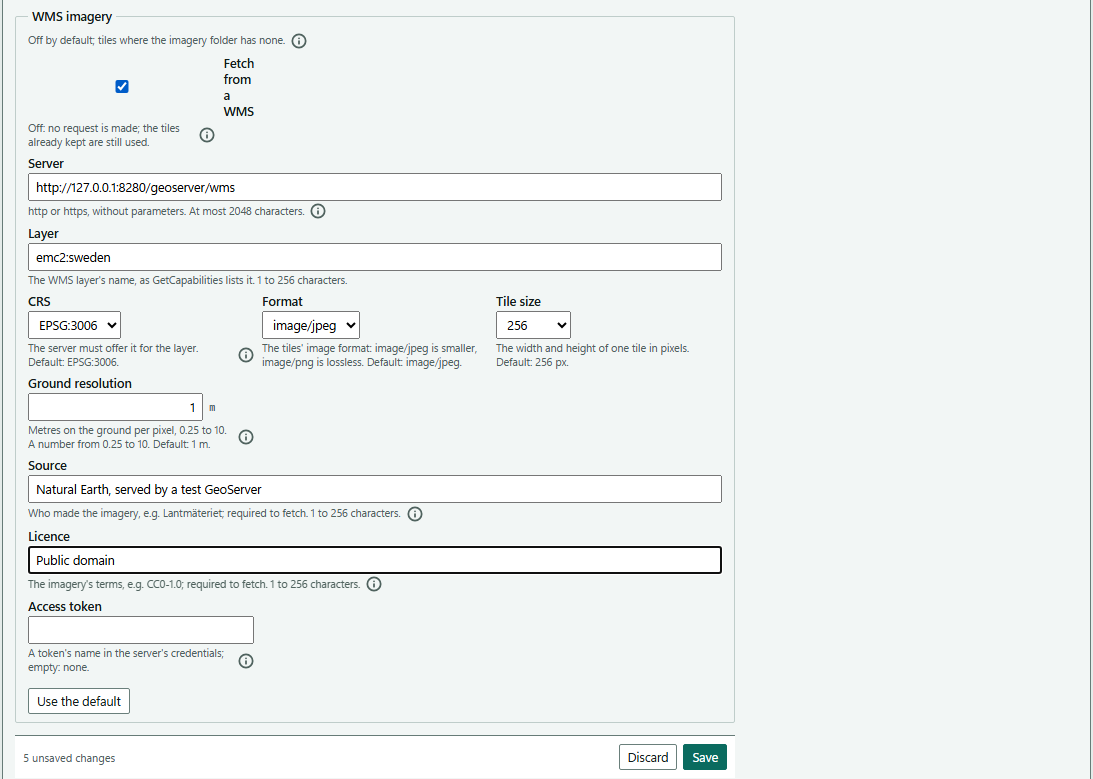 WMS imagery
Off by default; tiles where the imagery folder has none.
Fetch
from
a
WMS
Off: no request is made; the tiles
already kept are still used.
Server
http://127.0.0.1:8280/geoserver/wms
http or https, without parameters. At most 2048 characters.
Layer
emc2:sweden
The WMS layer's name, as GetCapabilities lists it. 1 to 256 characters.
CRS Format Tile size
EPSG:3006 image/jpeg 256
The server must offer it for the layer. The tiles' image format: image/jpeg is smaller, The width and height of one tile in pixels.
Default: EPSG:3006. image/png is lossless. Default: image/jpeg. Default: 256 px.
Ground resolution
1 m
Metres on the ground per pixel, 0.25 to 10.
A number from 0.25 to 10. Default: 1 m.
Source
Natural Earth, served by a test GeoServer
Who made the imagery, e.g. Lantmäteriet; required to fetch. 1 to 256 characters.
Licence
Public domain
The imagery's terms, e.g. CC0-1.0; required to fetch. 1 to 256 characters.
Access token
A token's name in the server's credentials;
empty: none.
Use the default
5 unsaved changes Discard Save